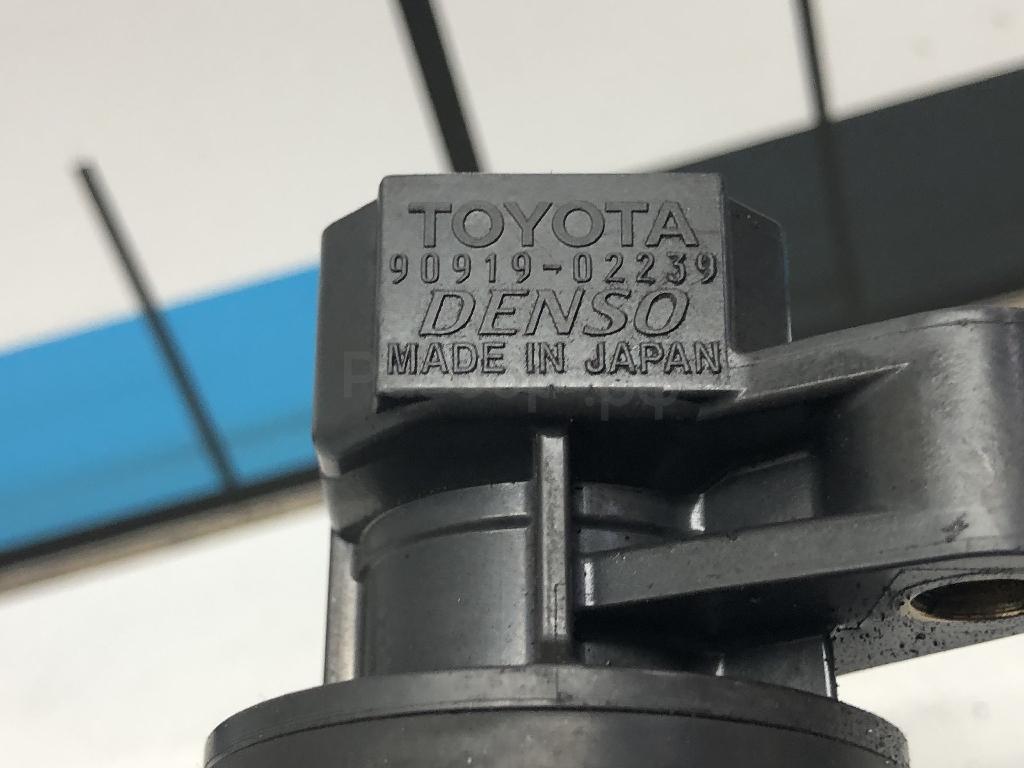 TOYOTA
90919-02239
DENSO
MADE IN JAPAN